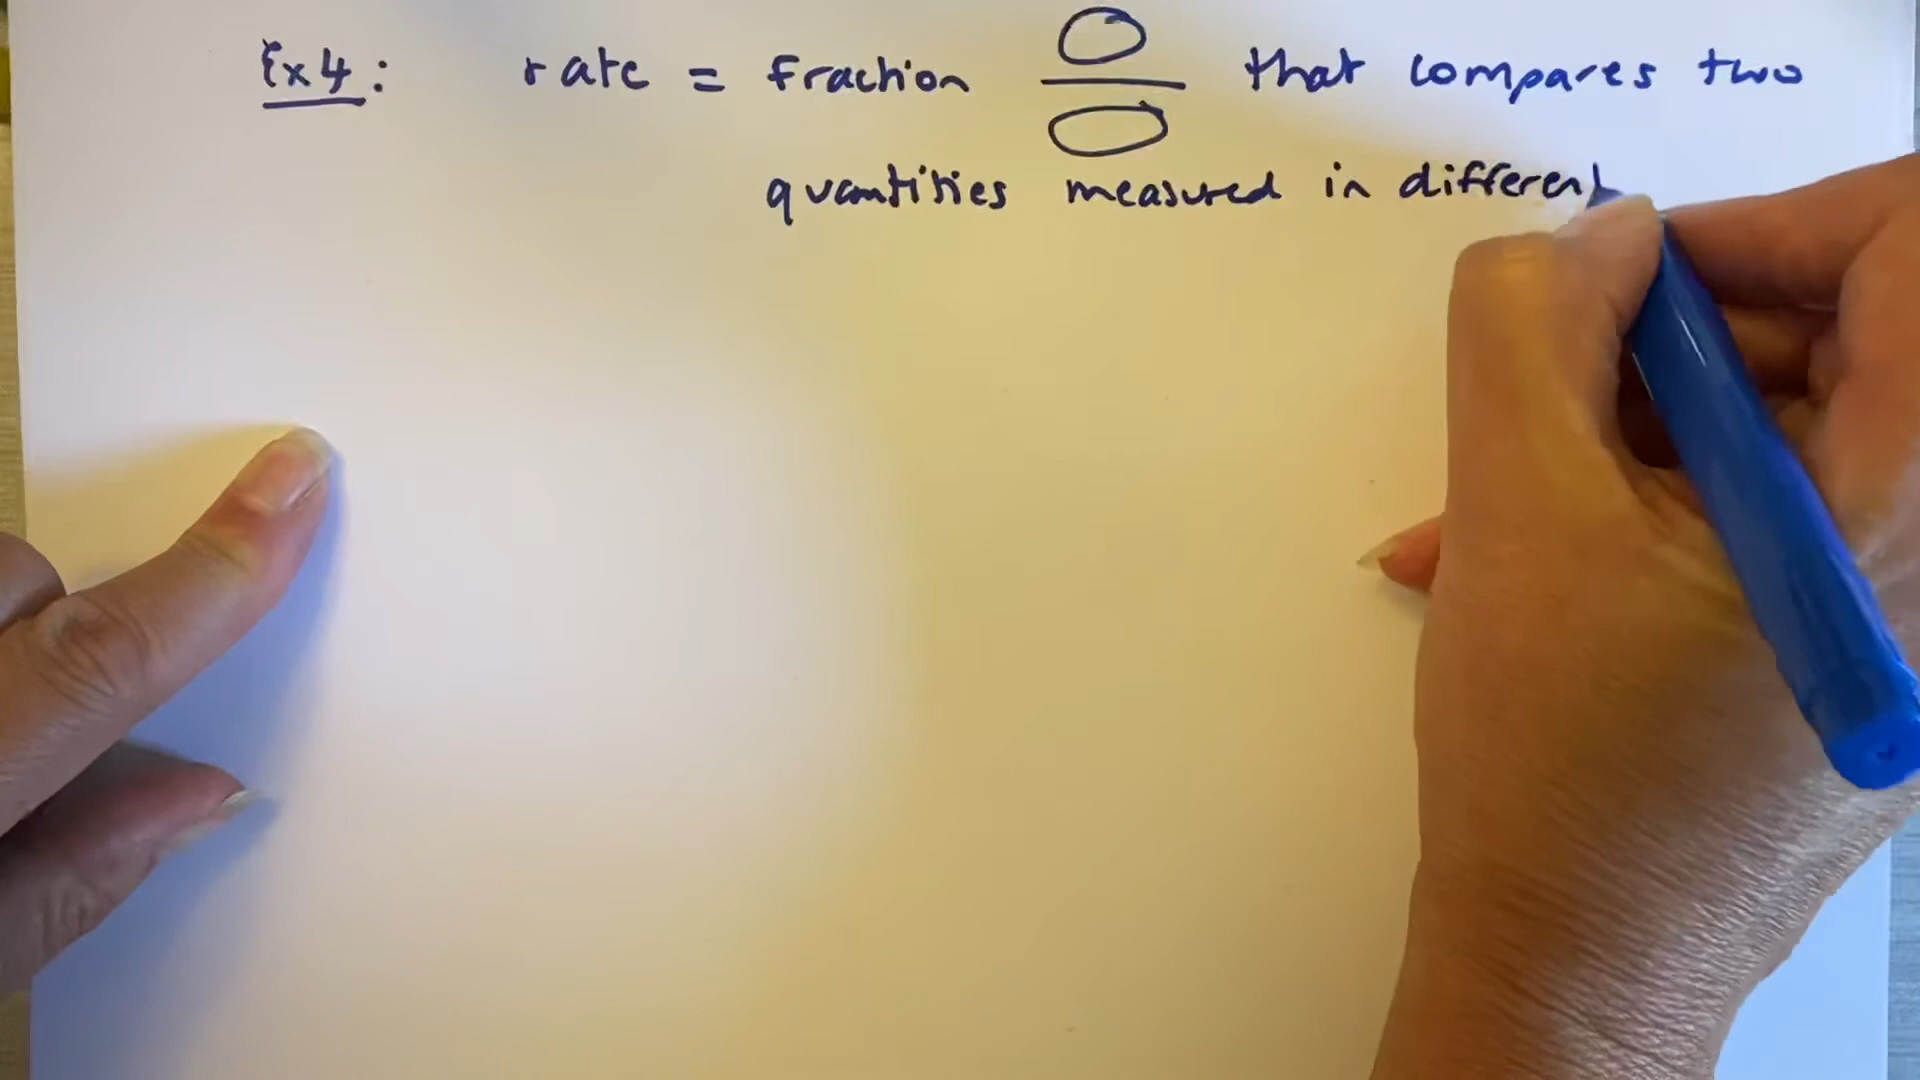 Ex4: rate = fraction O/O that compares two
quantities measured in different